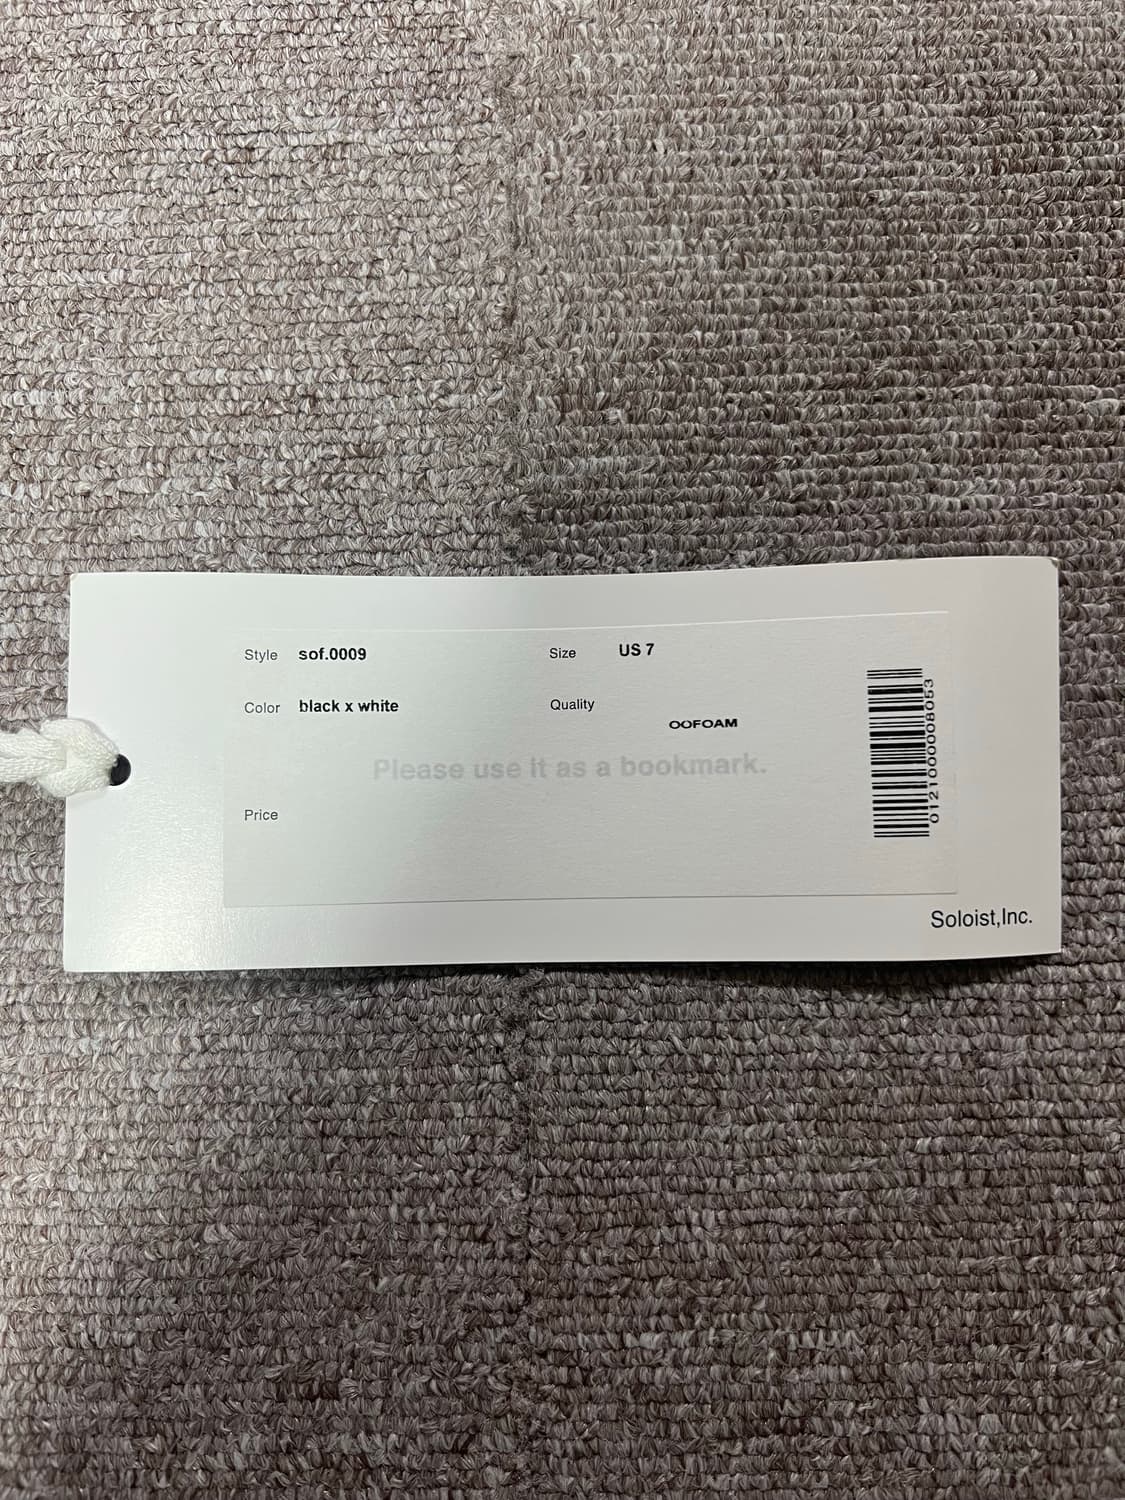 Style sof.0009 Size US 7
Color black x white Quality
OOFOAM
Please use it as a bookmark.
Price
0121000008053
Soloist,Inc.